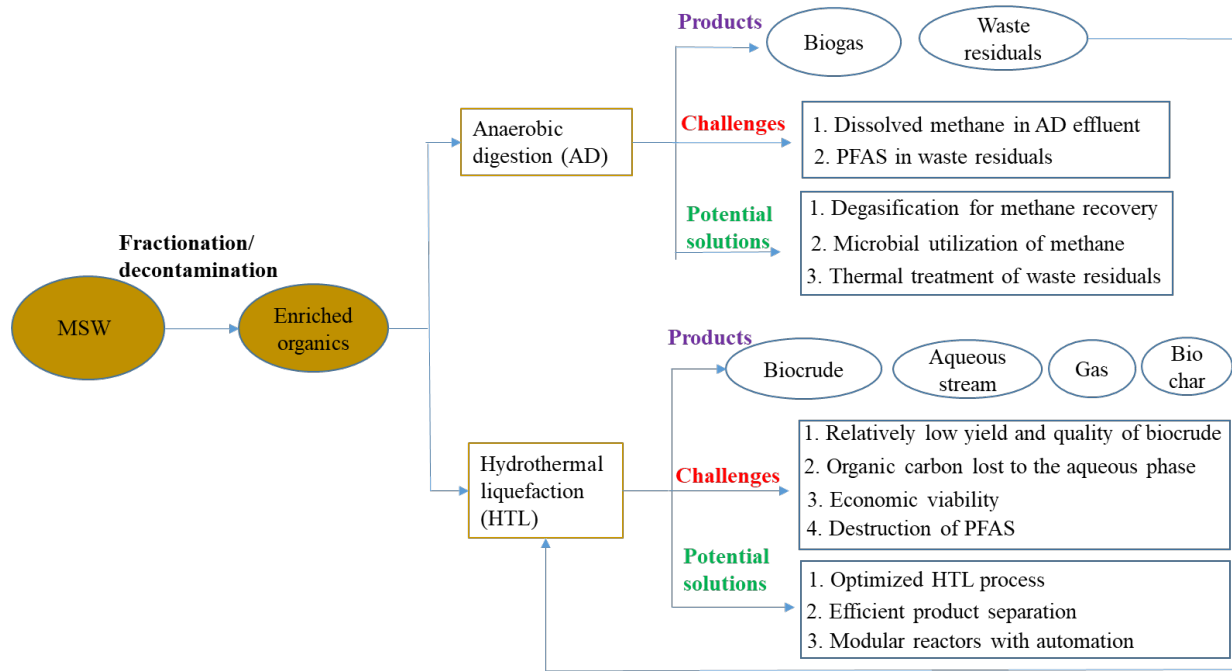 Products
Biogas
Waste
residuals
Anaerobic
digestion (AD)
Challenges
1. Dissolved methane in AD effluent
2. PFAS in waste residuals
Potential
solutions
1. Degasification for methane recovery
2. Microbial utilization of methane
3. Thermal treatment of waste residuals
Fractionation/
decontamination
MSW
Enriched
organics
Products
Biocrude
Aqueous
stream
Gas
Bio
char
Hydrothermal
liquefaction
(HTL)
Challenges
1. Relatively low yield and quality of biocrude
2. Organic carbon lost to the aqueous phase
3. Economic viability
4. Destruction of PFAS
Potential
solutions
1. Optimized HTL process
2. Efficient product separation
3. Modular reactors with automation